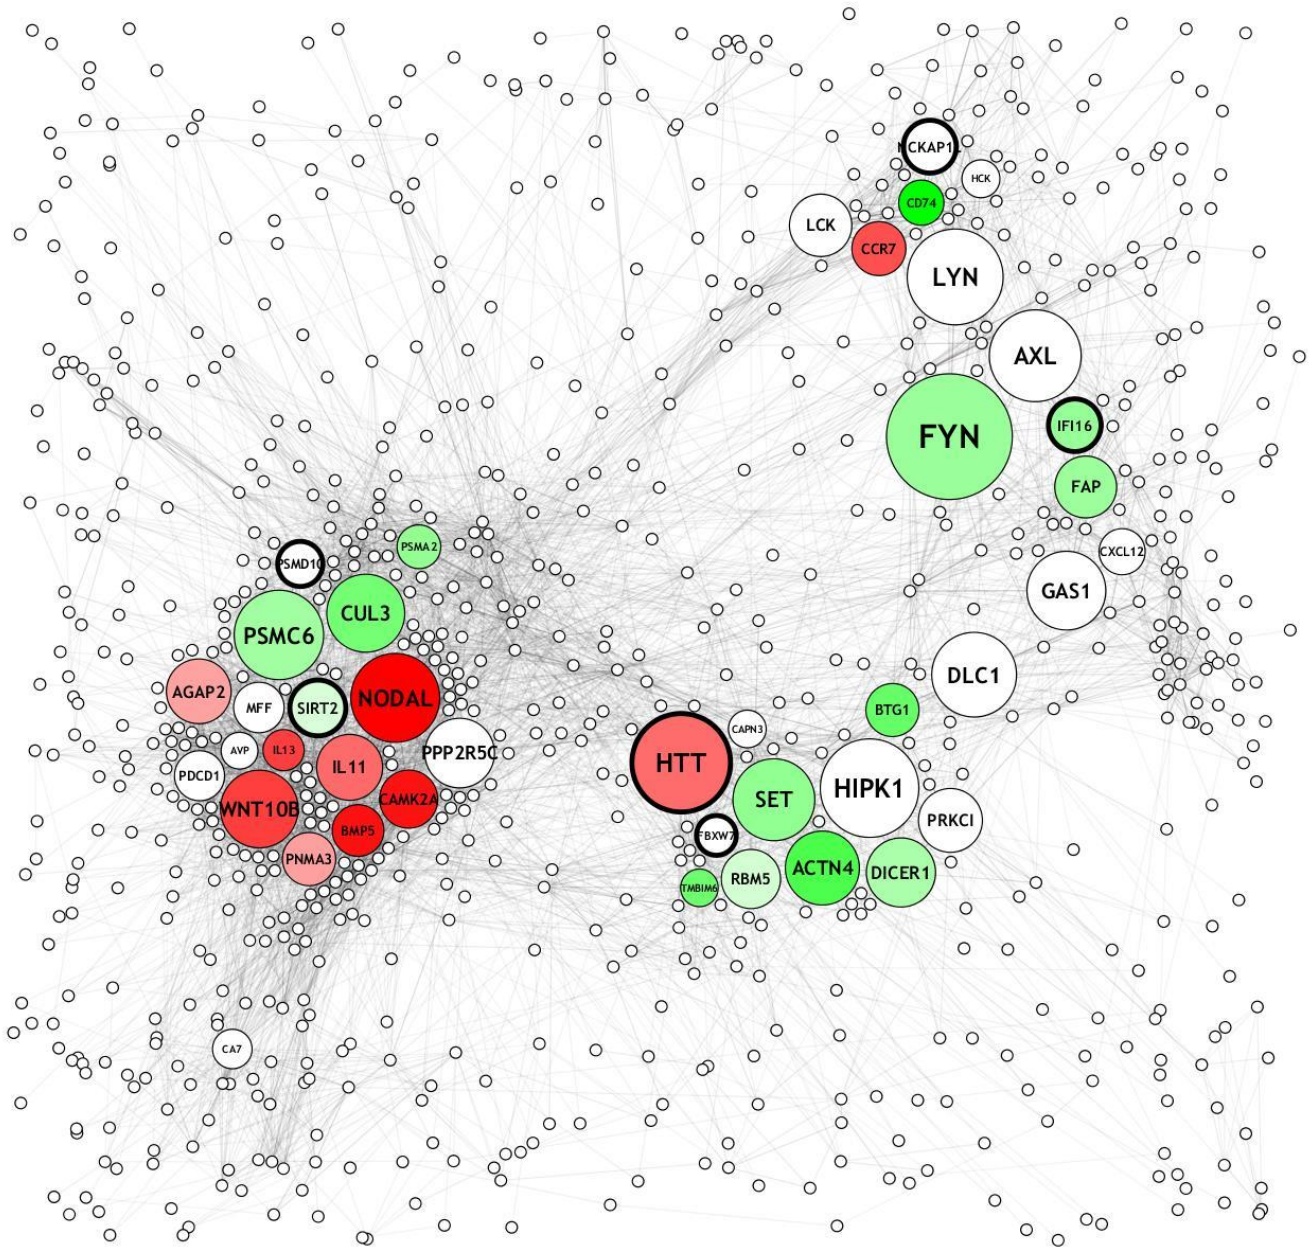 NCKAP1L
HCK
CD74
LCK
CCR7
LYN
AXL
FYN
IFI16
FAP
CXCL12
GAS1
PSMA2
PSMD10
CUL3
PSMC6
DLC1
AGAP2
NODAL
MFF
SIRT2
BTG1
CAPN3
AVP
IL13
PPP2R5C
HTT
IL11
PDCD1
HIPK1
SET
CAMK2A
WNT10B
PRKCI
BMP5
FBXW7
PNMA3
ACTN4
DICER1
RBM5
TMBIM6
CA7